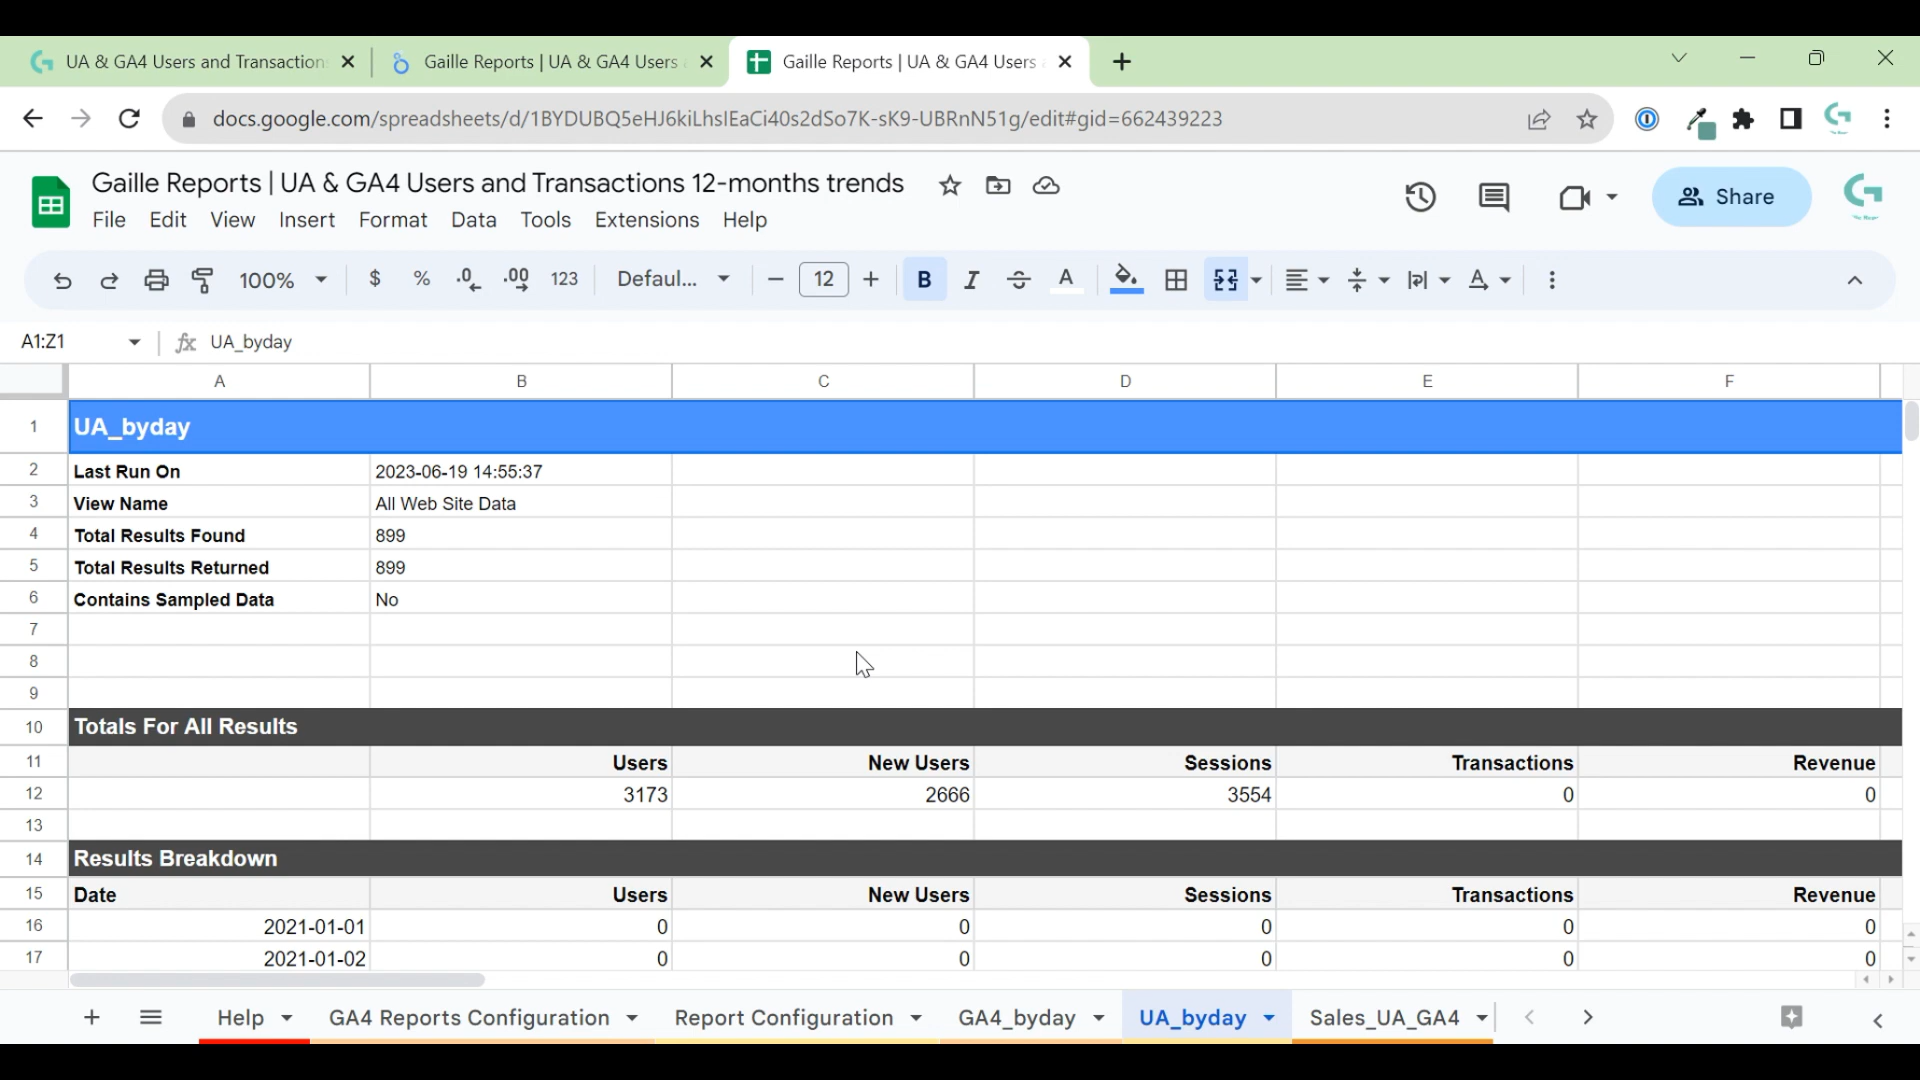 UA & GA4 Users and Transaction
Gaille Reports | UA & GA4 Users
Gaille Reports | UA & GA4 Users
docs.google.com/spreadsheets/d/1BYDUBQ5eHJ6kiLhsIEaCi40s2dSo7K-sK9-UBRnN51g/edit#gid=662439223
Gaille Reports | UA & GA4 Users and Transactions 12-months trends
File Edit View Insert Format Data Tools Extensions Help
Share
100% $ % .0 .00 123 Defaul... 12 B I S A
A1:Z1 fx UA_byday
A B C D E F
1 UA_byday
2 Last Run On 2023-06-19 14:55:37
3 View Name All Web Site Data
4 Total Results Found 899
5 Total Results Returned 899
6 Contains Sampled Data No
7
8
9
10 Totals For All Results
11 Users New Users Sessions Transactions Revenue
12 3173 2666 3554 0 0
13
14 Results Breakdown
15 Date Users New Users Sessions Transactions Revenue
16 2021-01-01 0 0 0 0 0
17 2021-01-02 0 0 0 0 0
Help GA4 Reports Configuration Report Configuration GA4_byday UA_byday Sales_UA_GA4